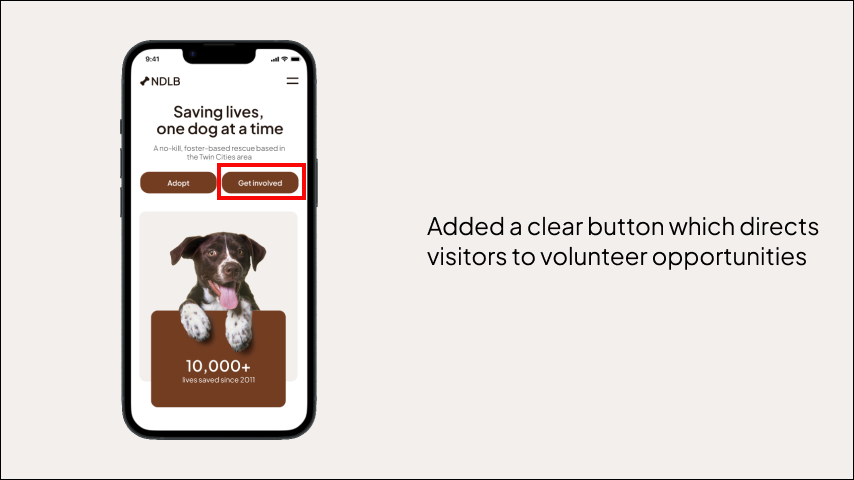 9:41
NDLB
Saving lives,
one dog at a time
A no-kill, foster-based rescue based in
the Twin Cities area
Adopt
Get involved
10,000+
lives saved since 2011
Added a clear button which directs
visitors to volunteer opportunities